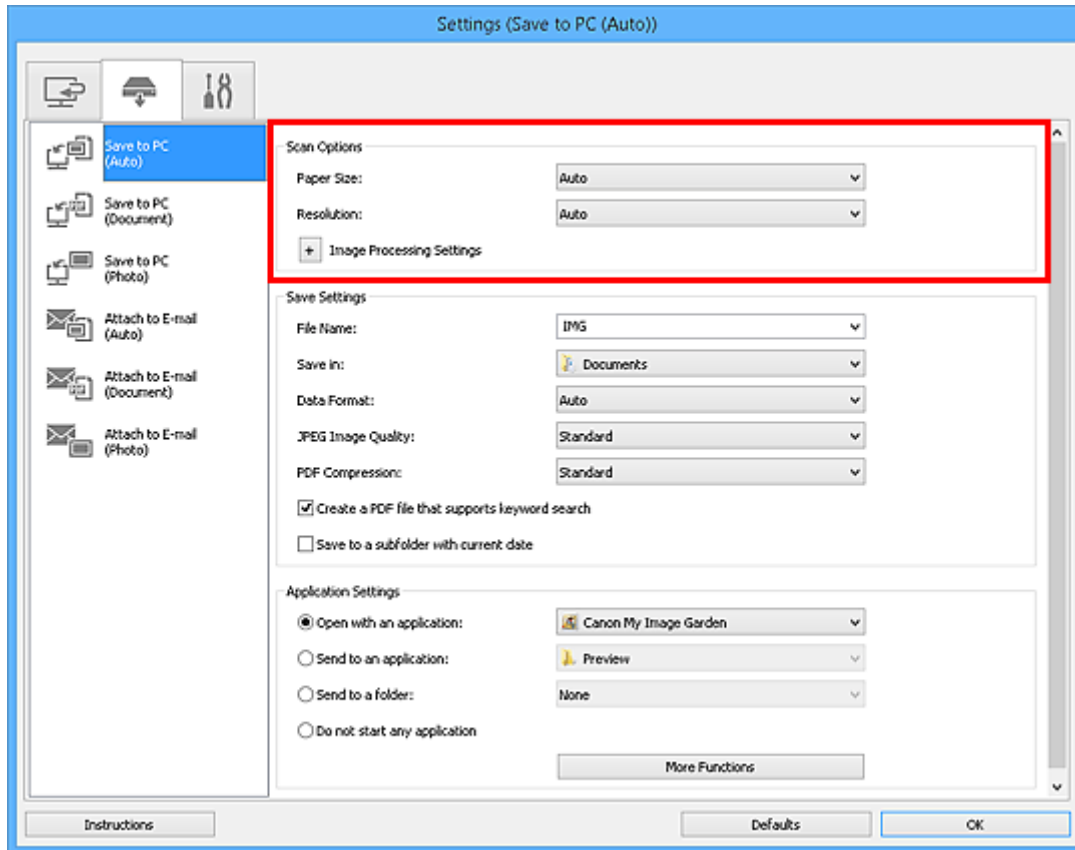 Settings (Save to PC (Auto))
Save to PC
(Auto)
Save to PC
(Document)
Save to PC
(Photo)
Attach to E-mail
(Auto)
Attach to E-mail
(Document)
Attach to E-mail
(Photo)
Scan Options
Paper Size: Auto
Resolution: Auto
+ Image Processing Settings
Save Settings
File Name: IMG
Save in: Documents
Data Format: Auto
JPEG Image Quality: Standard
PDF Compression: Standard
Create a PDF file that supports keyword search
Save to a subfolder with current date
Application Settings
Open with an application: Canon My Image Garden
Send to an application: Preview
Send to a folder: None
Do not start any application
More Functions
Instructions Defaults OK